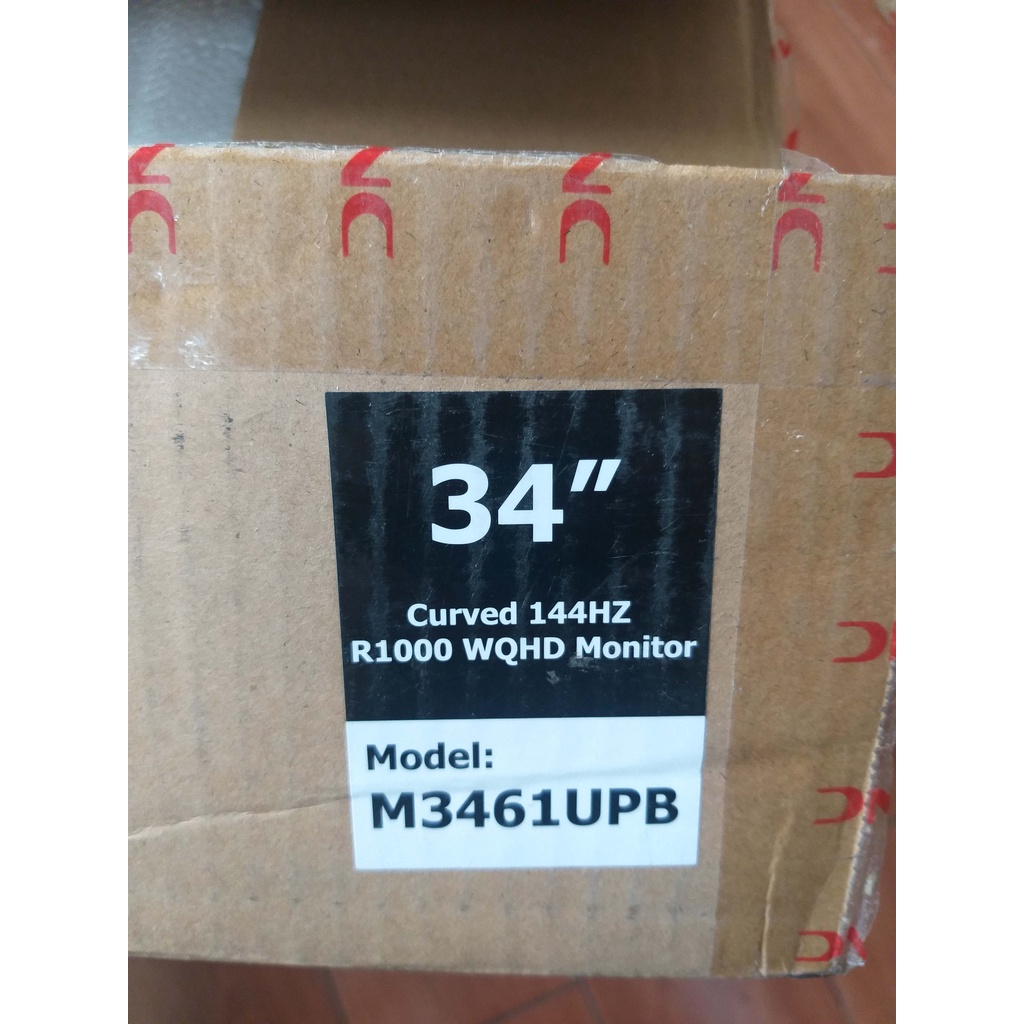 34"
Curved 144HZ
R1000 WQHD Monitor
Model:
M3461UPB